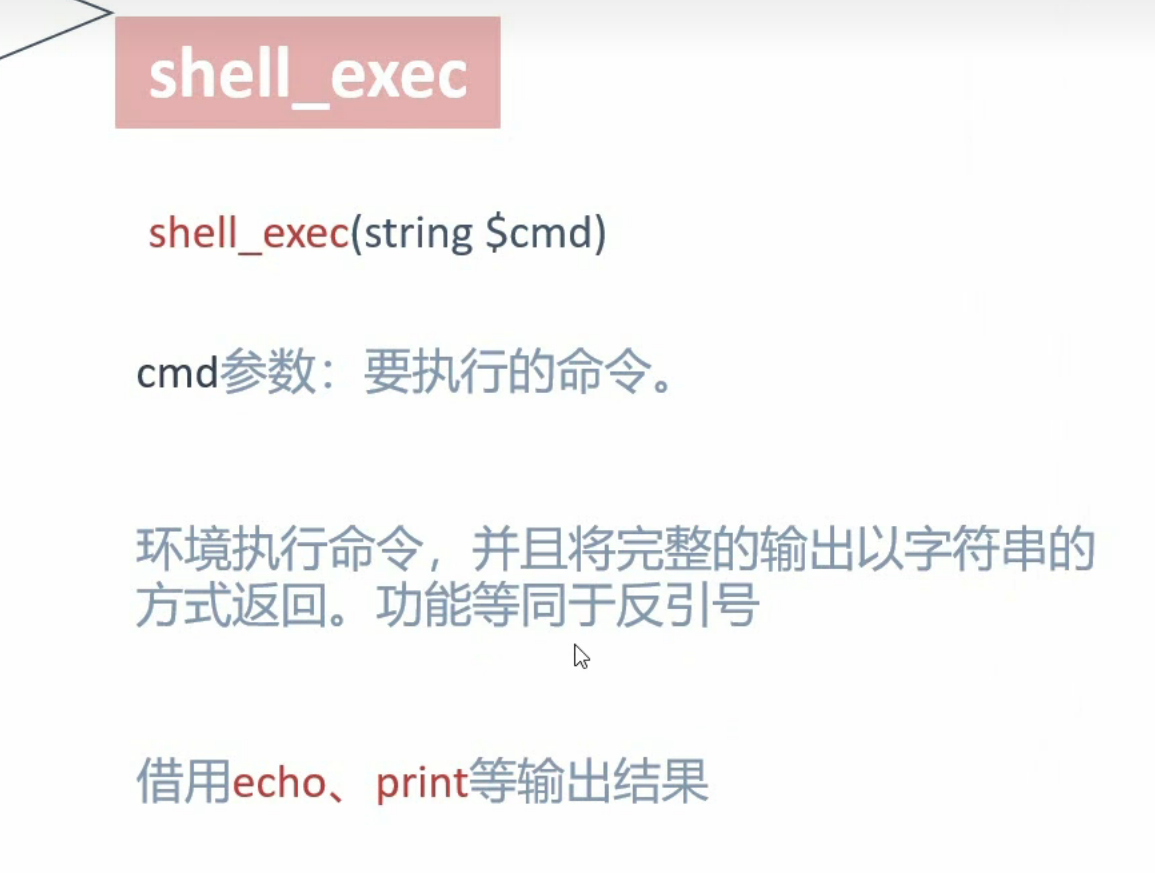 shell_exec
shell_exec(string $cmd)
cmd参数：要执行的命令。
环境执行命令，并且将完整的输出以字符串的
方式返回。功能等同于反引号
借用echo、print等输出结果